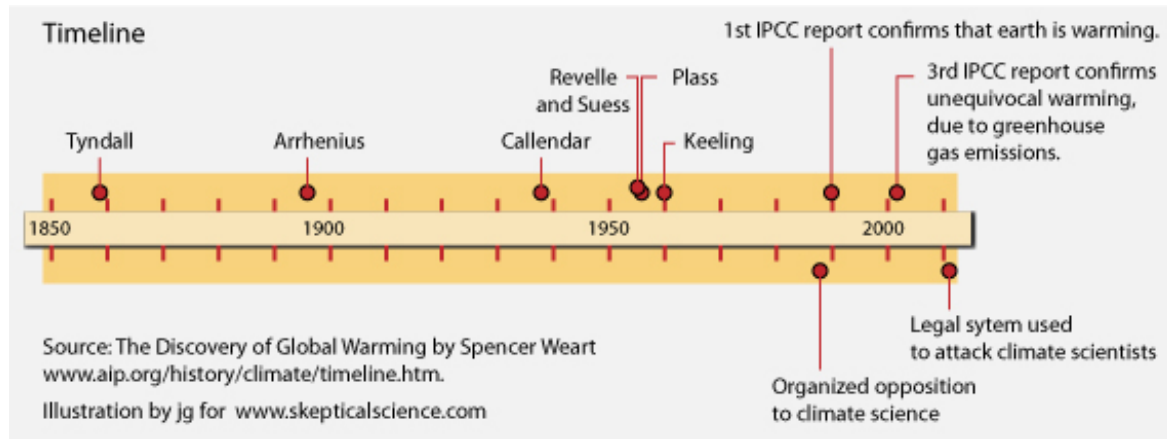 Timeline
1st IPCC report confirms that earth is warming.
Revelle
and Suess
Plass
3rd IPCC report confirms
unequivocal warming,
due to greenhouse
gas emissions.
Tyndall
Arrhenius
Callendar
Keeling
1850
1900
1950
2000
Legal sytem used
to attack climate scientists
Organized opposition
to climate science
Source: The Discovery of Global Warming by Spencer Weart
www.aip.org/history/climate/timeline.htm.
Illustration by jg for www.skepticalscience.com